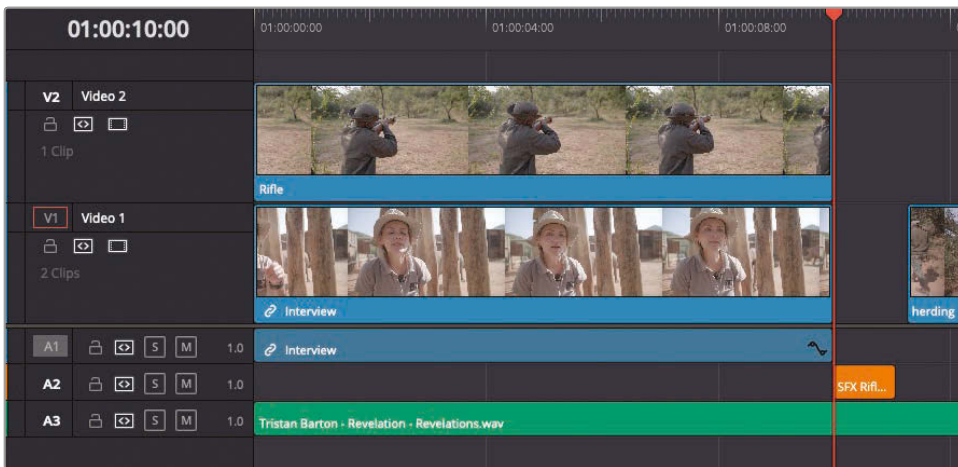 01:00:10:00
01:00:00:00 01:00:04:00 01:00:08:00
V2 Video 2
1 Clip
Rifle
V1 Video 1
2 Clips
Interview
herding
A1 S M 1.0 Interview
A2 S M 1.0 SFX Rifl...
A3 S M 1.0 Tristan Barton - Revelation - Revelations.wav